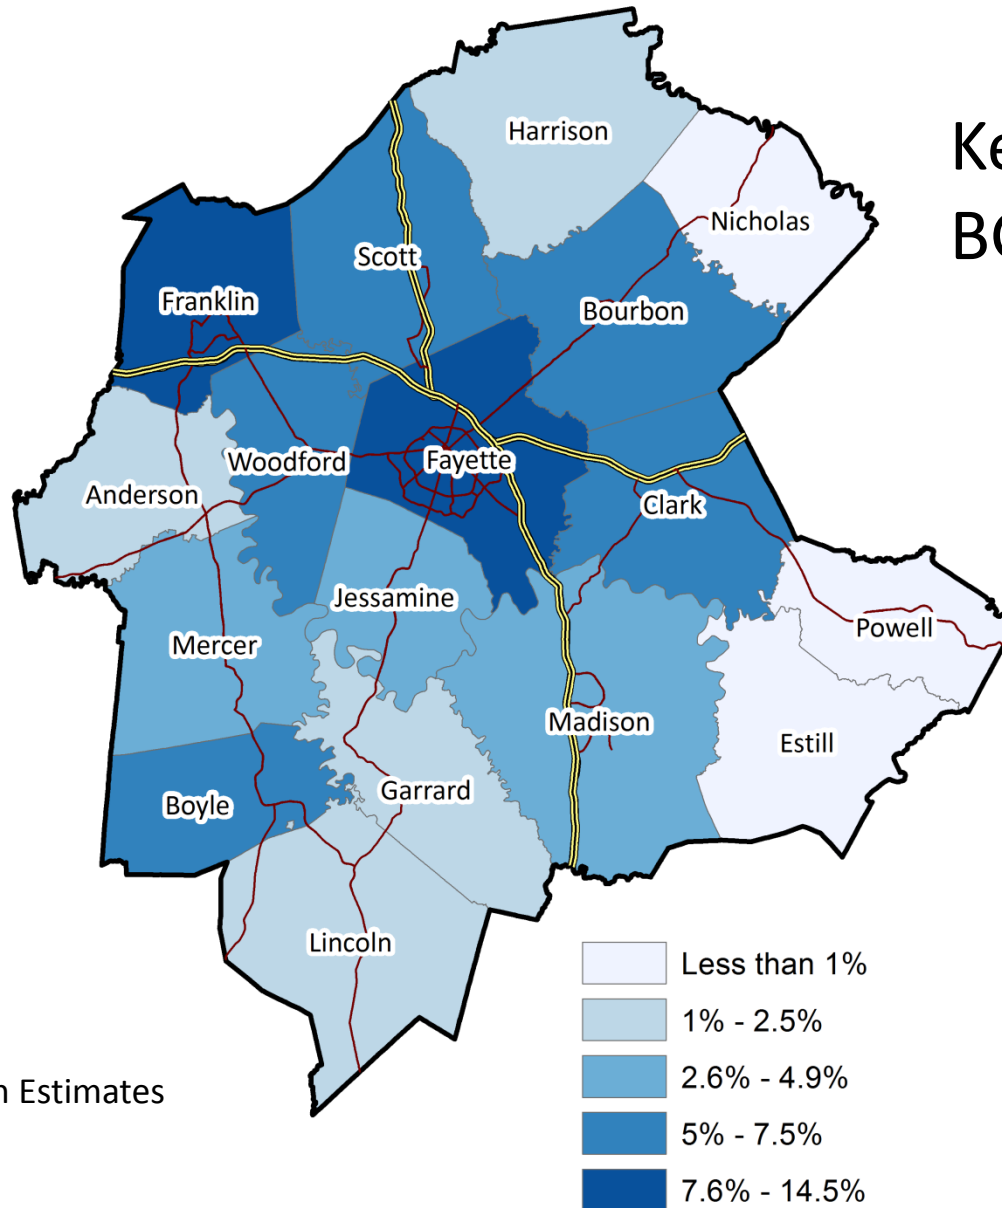 Harrison
Nicholas
Scott
Franklin
Bourbon
Woodford
Fayette
Anderson
Clark
Jessamine
Powell
Mercer
Madison
Estill
Garrard
Boyle
Lincoln
Less than 1%
1% - 2.5%
2.6% - 4.9%
5% - 7.5%
7.6% - 14.5%
Estimates